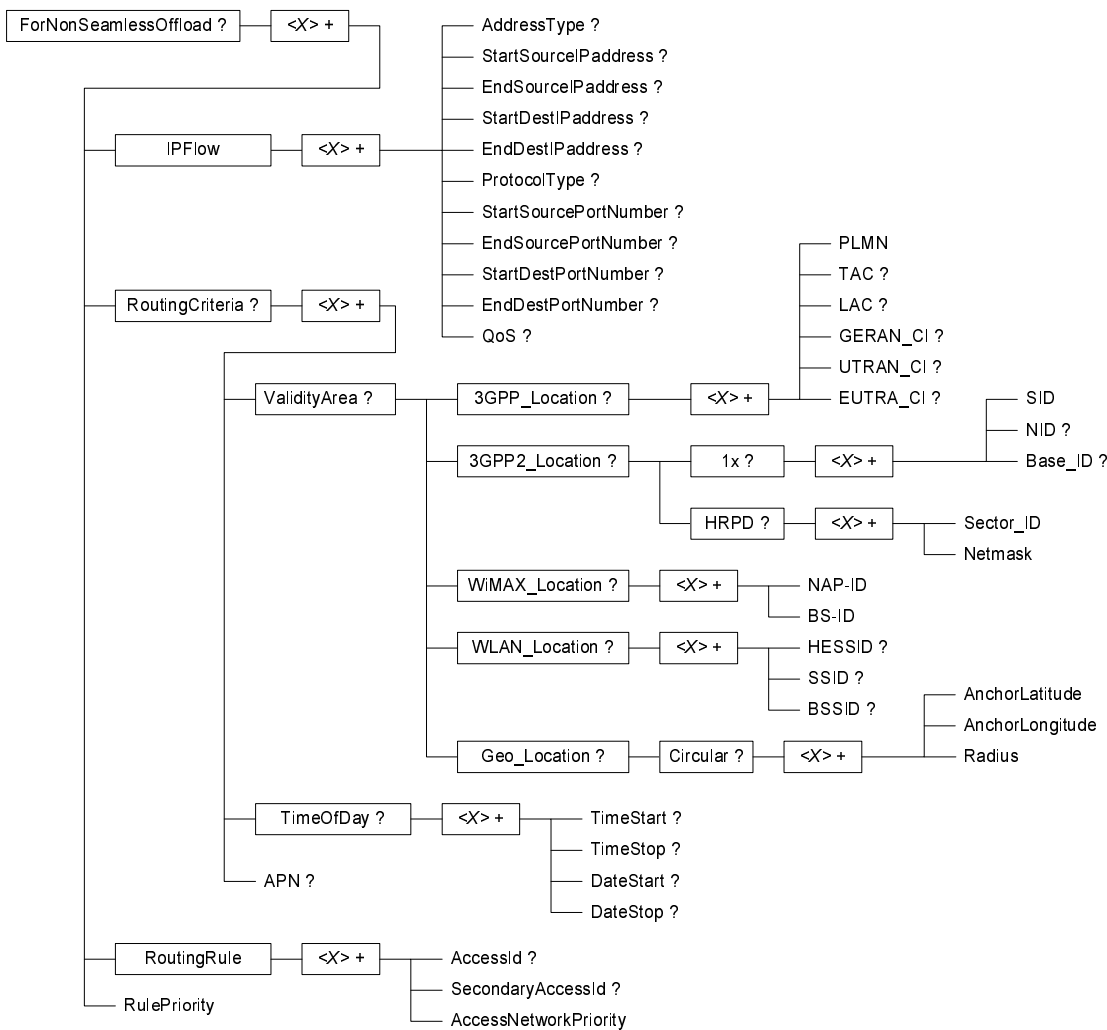 ForNonSeamlessOffload ?
<X> +
AddressType ?
StartSourceIPaddress ?
EndSourceIPaddress ?
StartDestIPaddress ?
IPFlow
<X> +
EndDestIPaddress ?
ProtocolType ?
StartSourcePortNumber ?
EndSourcePortNumber ?
StartDestPortNumber ?
EndDestPortNumber ?
QoS ?
RoutingCriteria ?
<X> +
ValidityArea ?
3GPP_Location ?
<X> +
PLMN
TAC ?
LAC ?
GERAN_CI ?
UTRAN_CI ?
EUTRA_CI ?
3GPP2_Location ?
1x ?
<X> +
SID
NID ?
Base_ID ?
HRPD ?
<X> +
Sector_ID
Netmask
WiMAX_Location ?
<X> +
NAP-ID
BS-ID
WLAN_Location ?
<X> +
HESSID ?
SSID ?
BSSID ?
Geo_Location ?
Circular ?
<X> +
AnchorLatitude
AnchorLongitude
Radius
TimeOfDay ?
<X> +
TimeStart ?
TimeStop ?
DateStart ?
DateStop ?
APN ?
RoutingRule
<X> +
AccessId ?
SecondaryAccessId ?
AccessNetworkPriority
RulePriority